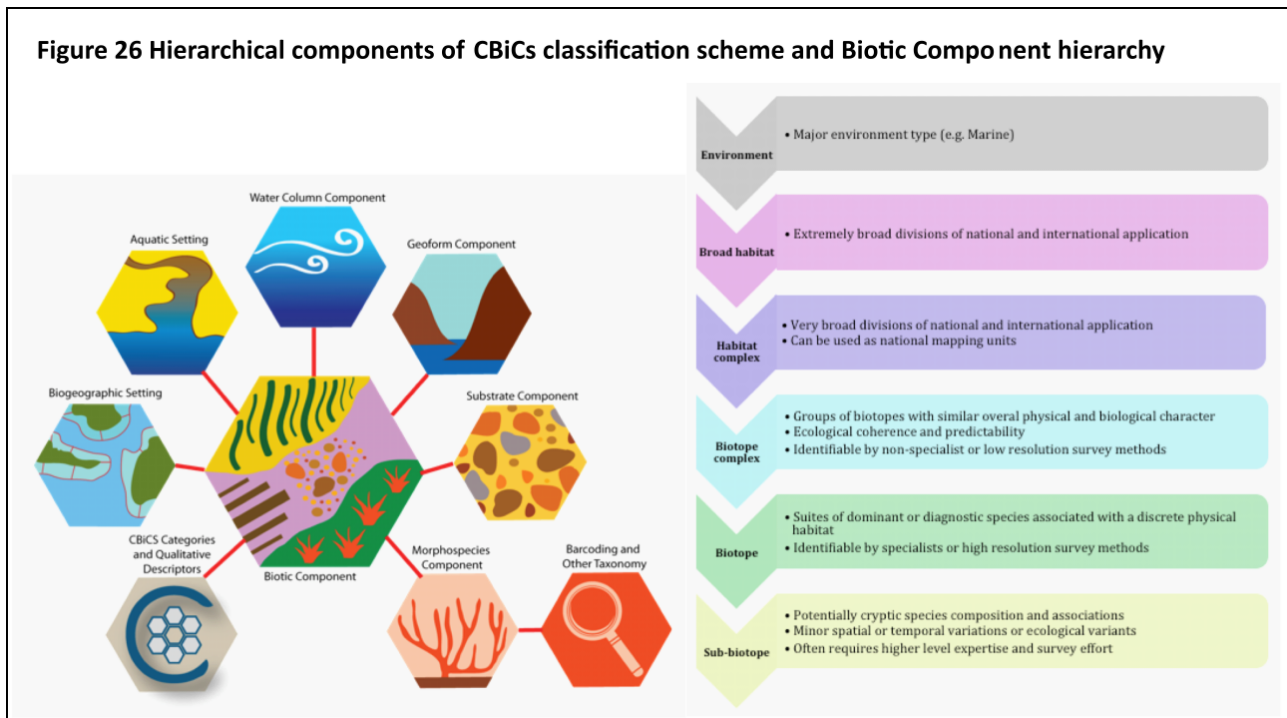 Figure 26 Hierarchical components of CBiCs classification scheme and Biotic Component hierarchy
Water Column Component
Aquatic Setting
Geoform Component
Biogeographic Setting
Substrate Component
CBiCS Categories
and Qualitative
Descriptors
Biotic Component
Morphospecies
Component
Barcoding and
Other Taxonomy
Environment
• Major environment type (e.g. Marine)
Broad habitat
• Extremely broad divisions of national and international application
Habitat
complex
• Very broad divisions of national and international application
• Can be used as national mapping units
Biotope
complex
• Groups of biotopes with similar overal physical and biological character
• Ecological coherence and predictability
• Identifiable by non-specialist or low resolution survey methods
Biotope
• Suites of dominant or diagnostic species associated with a discrete physical
habitat
• Identifiable by specialists or high resolution survey methods
Sub-biotope
• Potentially cryptic species composition and associations
• Minor spatial or temporal variations or ecological variants
• Often requires higher level expertise and survey effort